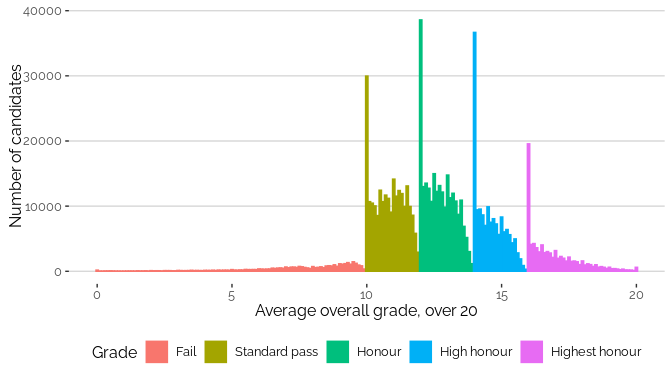 40000
30000
20000
10000
0
Number of candidates
0 5 10 15 20
Average overall grade, over 20
Grade Fail Standard pass Honour High honour Highest honour